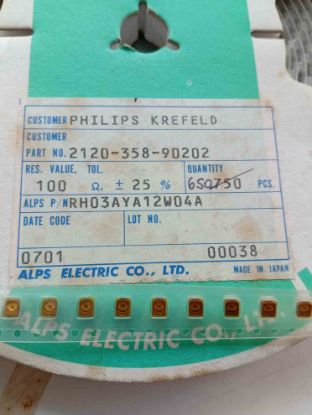 CUSTOMER PHILIPS KREFELD
CUSTOMER
PART NO. 2120-358-90202
RES. VALUE, TOL. QUANTITY
100 Ω. ± 25 % 650 PCS.
ALPS P/N RH03AYA12W04A
DATE CODE LOT NO.
0701 00038
ALPS ELECTRIC CO., LTD. MADE IN JAPAN
ALPS ELECTRIC CO., LTD.